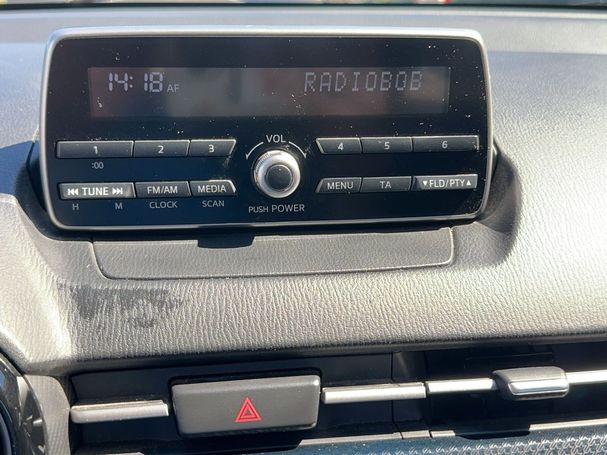 14:18 AF RADIOBOB
1 2 3 VOL 4 5 6
:00
TUNE FM/AM MEDIA MENU TA FLD/PTY
H M CLOCK SCAN PUSH POWER